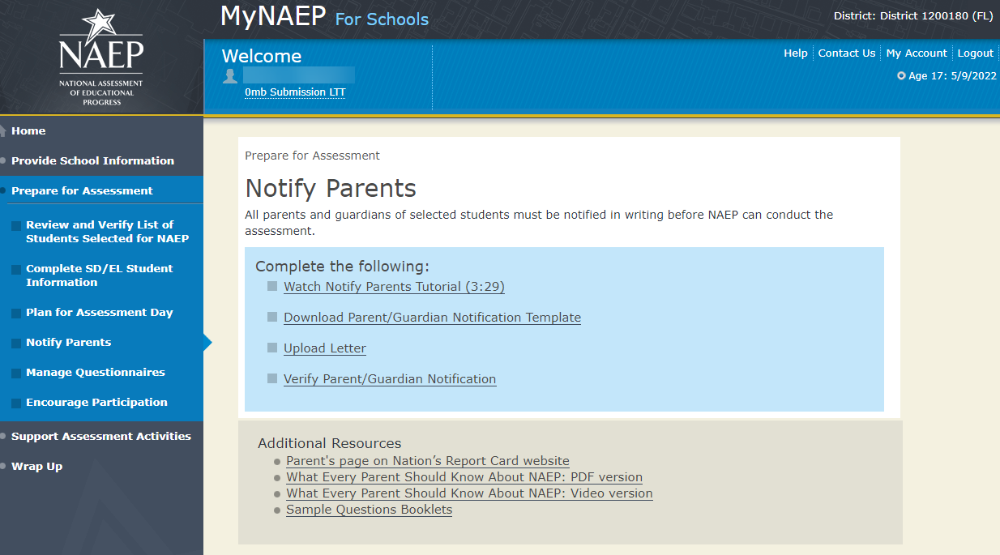 NAEP
NATIONAL ASSESSMENT
OF EDUCATIONAL
PROGRESS
MyNAEP For Schools
District: District 1200180 (FL)
Welcome
0mb Submission LTT
Help
Contact Us
My Account
Logout
Age 17: 5/9/2022
Home
Provide School Information
Prepare for Assessment
Review and Verify List of
Students Selected for NAEP
Complete SD/EL Student
Information
Plan for Assessment Day
Notify Parents
Manage Questionnaires
Encourage Participation
Support Assessment Activities
Wrap Up
Prepare for Assessment
Notify Parents
All parents and guardians of selected students must be notified in writing before NAEP can conduct the
assessment.
Complete the following:
Watch Notify Parents Tutorial (3:29)
Download Parent/Guardian Notification Template
Upload Letter
Verify Parent/Guardian Notification
Additional Resources
Parent's page on Nation’s Report Card website
What Every Parent Should Know About NAEP: PDF version
What Every Parent Should Know About NAEP: Video version
Sample Questions Booklets